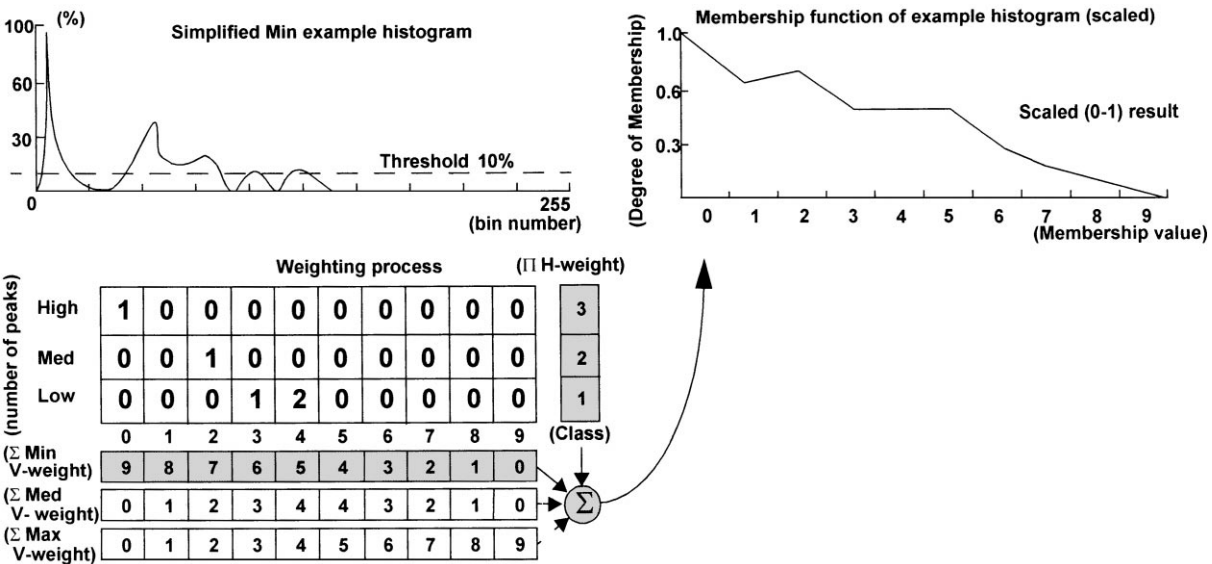 100 (%)
Simplified Min example histogram
60
30
Threshold 10%
0 255
(bin number)
Membership function of example histogram (scaled)
(Degree of Membership)
1.0
0.6
Scaled (0-1) result
0.3
0 1 2 3 4 5 6 7 8 9
(Membership value)
Weighting process (Π H-weight)
(number of peaks)
High 1 0 0 0 0 0 0 0 0 0 3
Med 0 0 1 0 0 0 0 0 0 0 2
Low 0 0 0 1 2 0 0 0 0 0 1
0 1 2 3 4 5 6 7 8 9 (Class)
(Σ Min
V-weight) 9 8 7 6 5 4 3 2 1 0
(Σ Med
V- weight) 0 1 2 3 4 4 3 2 1 0
Σ
(Σ Max
V-weight) 0 1 2 3 4 5 6 7 8 9